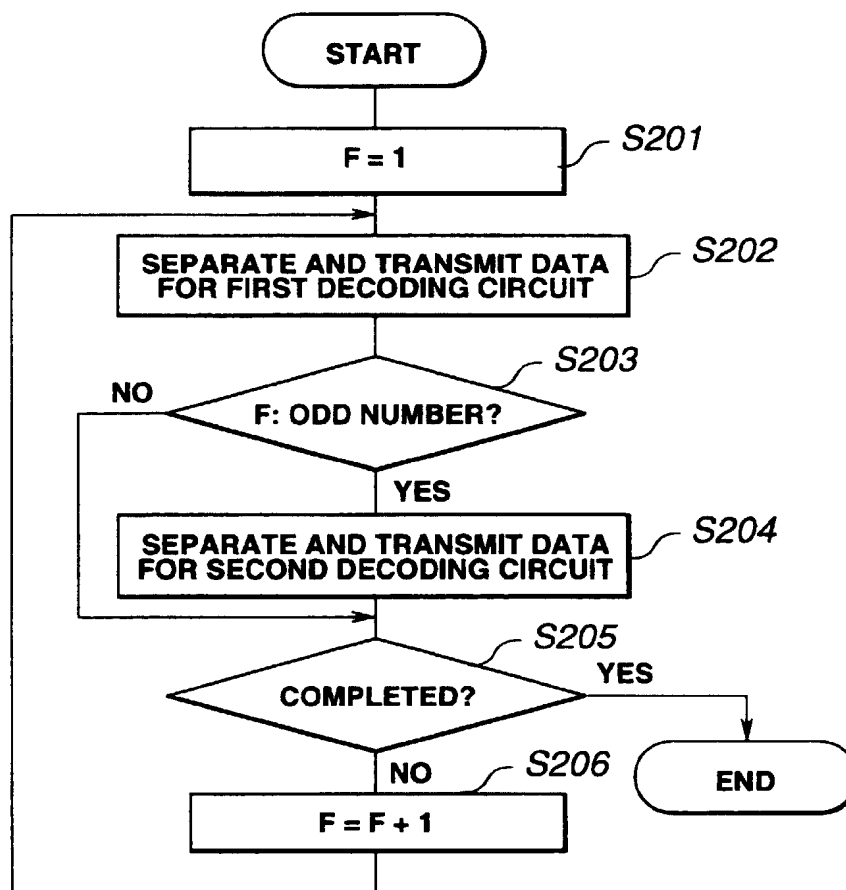 START
F = 1
S201
SEPARATE AND TRANSMIT DATA
FOR FIRST DECODING CIRCUIT
S202
S203
NO
F: ODD NUMBER?
YES
SEPARATE AND TRANSMIT DATA
FOR SECOND DECODING CIRCUIT
S204
S205
COMPLETED?
YES
NO
END
S206
F = F + 1